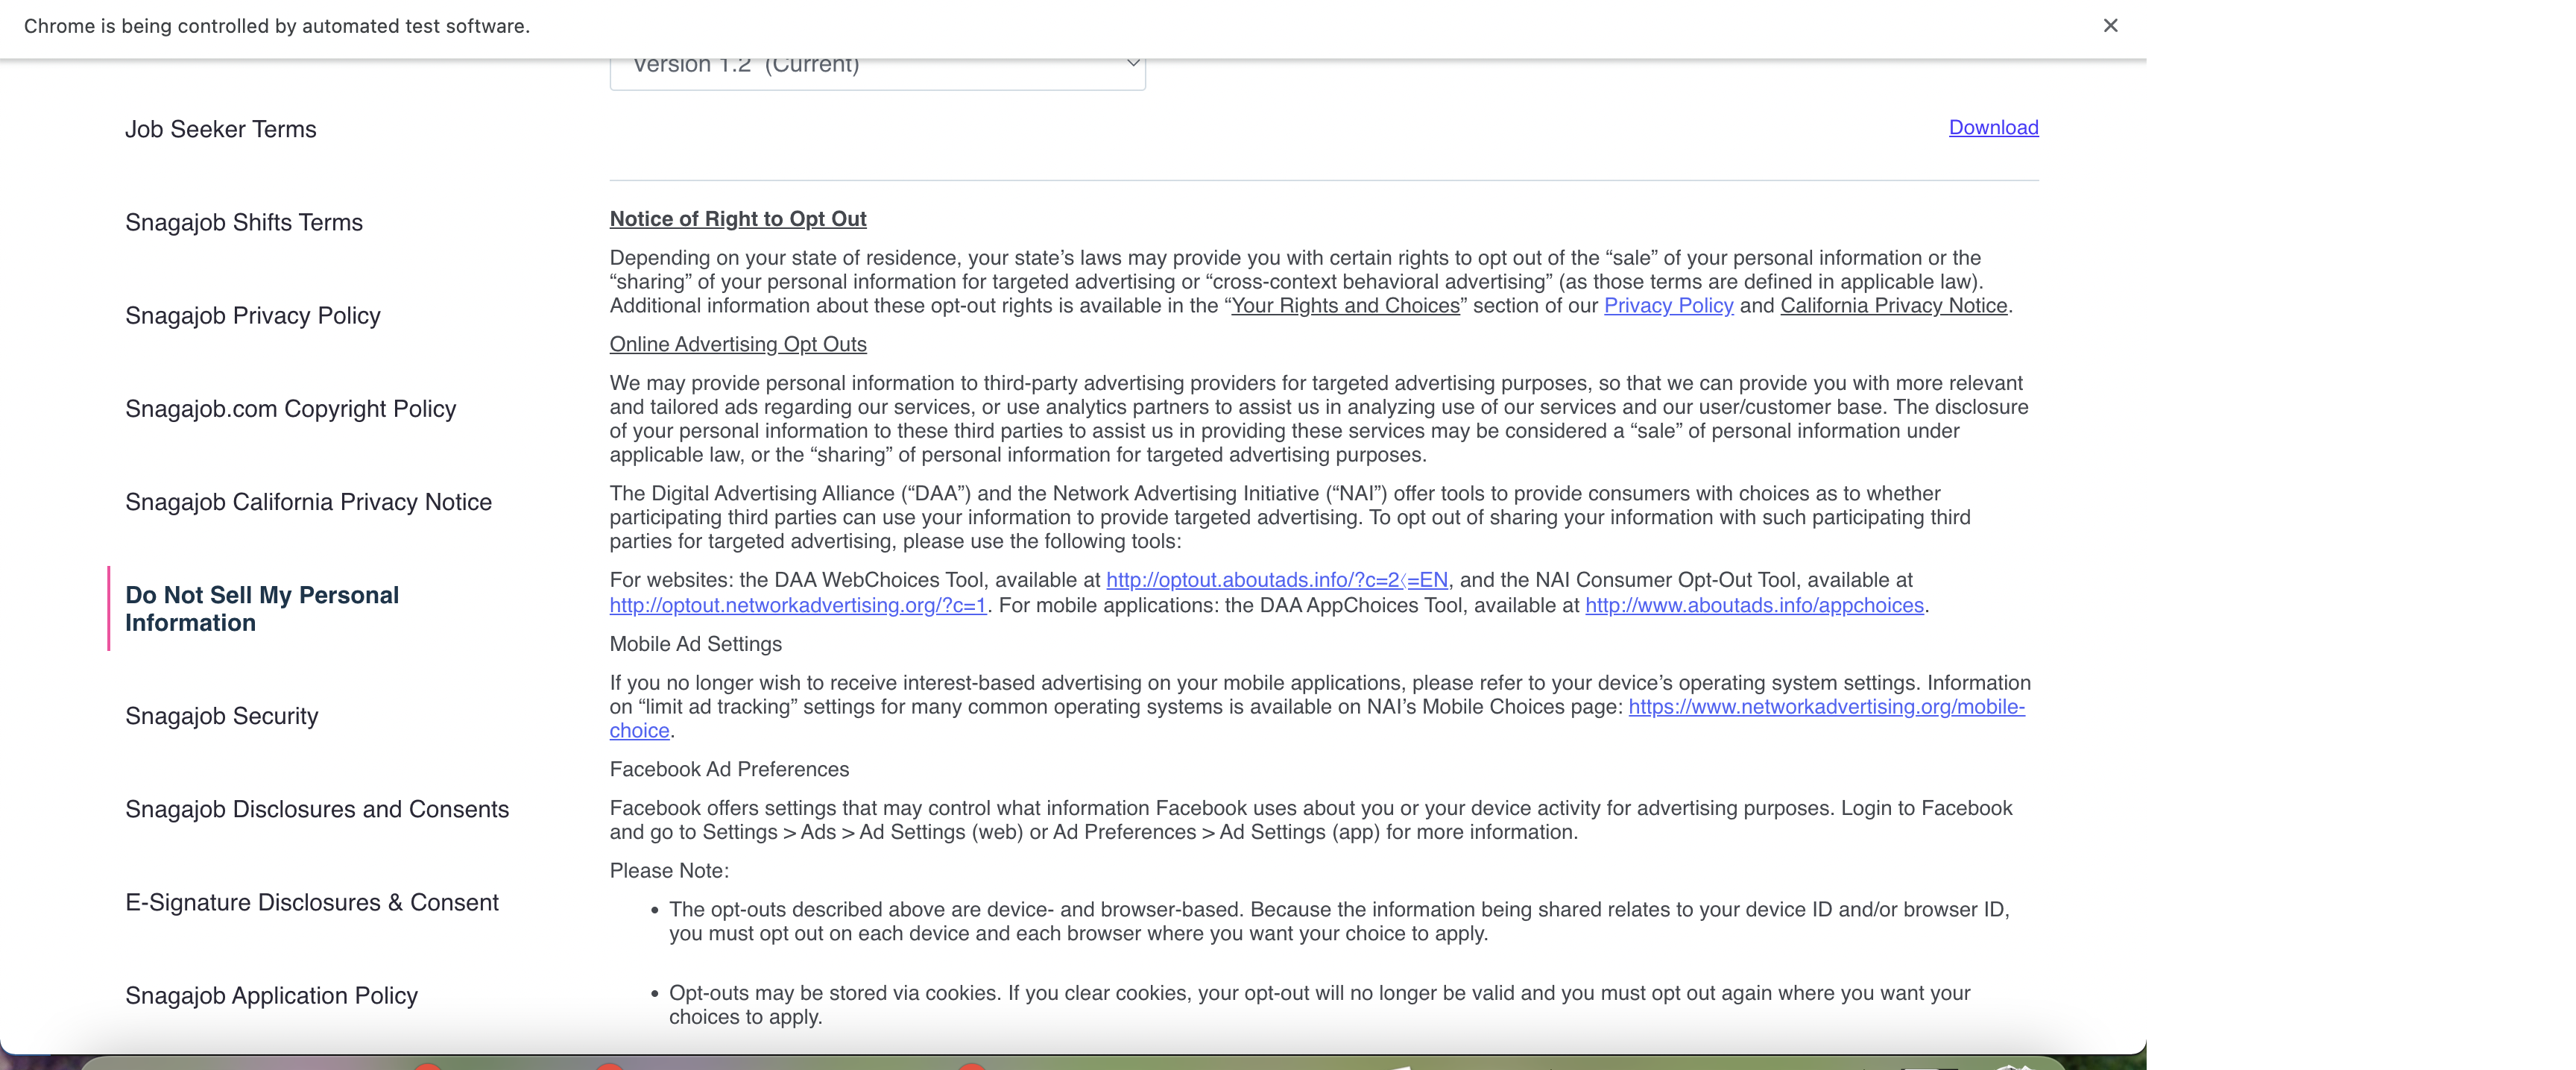 Chrome is being controlled by automated test software.
Version 1.2 (Current)
Job Seeker Terms
Snagajob Shifts Terms
Snagajob Privacy Policy
Snagajob.com Copyright Policy
Snagajob California Privacy Notice
Do Not Sell My Personal
Information
Snagajob Security
Snagajob Disclosures and Consents
E-Signature Disclosures & Consent
Snagajob Application Policy
Download
Notice of Right to Opt Out
Depending on your state of residence, your state’s laws may provide you with certain rights to opt out of the “sale” of your personal information or the
“sharing” of your personal information for targeted advertising or “cross-context behavioral advertising” (as those terms are defined in applicable law).
Additional information about these opt-out rights is available in the “Your Rights and Choices” section of our Privacy Policy and California Privacy Notice.
Online Advertising Opt Outs
We may provide personal information to third-party advertising providers for targeted advertising purposes, so that we can provide you with more relevant
and tailored ads regarding our services, or use analytics partners to assist us in analyzing use of our services and our user/customer base. The disclosure
of your personal information to these third parties to assist us in providing these services may be considered a “sale” of personal information under
applicable law, or the “sharing” of personal information for targeted advertising purposes.
The Digital Advertising Alliance (“DAA”) and the Network Advertising Initiative (“NAI”) offer tools to provide consumers with choices as to whether
participating third parties can use your information to provide targeted advertising. To opt out of sharing your information with such participating third
parties for targeted advertising, please use the following tools:
For websites: the DAA WebChoices Tool, available at http://optout.aboutads.info/?c=2〈=EN, and the NAI Consumer Opt-Out Tool, available at
http://optout.networkadvertising.org/?c=1. For mobile applications: the DAA AppChoices Tool, available at http://www.aboutads.info/appchoices.
Mobile Ad Settings
If you no longer wish to receive interest-based advertising on your mobile applications, please refer to your device’s operating system settings. Information
on “limit ad tracking” settings for many common operating systems is available on NAI’s Mobile Choices page: https://www.networkadvertising.org/mobile-
choice.
Facebook Ad Preferences
Facebook offers settings that may control what information Facebook uses about you or your device activity for advertising purposes. Login to Facebook
and go to Settings > Ads > Ad Settings (web) or Ad Preferences > Ad Settings (app) for more information.
Please Note:
• The opt-outs described above are device- and browser-based. Because the information being shared relates to your device ID and/or browser ID,
you must opt out on each device and each browser where you want your choice to apply.
• Opt-outs may be stored via cookies. If you clear cookies, your opt-out will no longer be valid and you must opt out again where you want your
choices to apply.